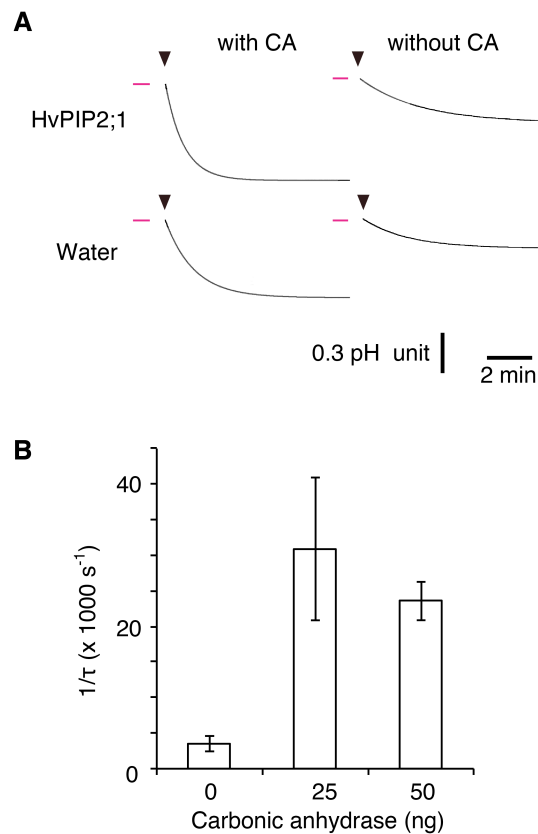 A
with CA
without CA
HvPIP2;1
Water
0.3 pH unit
2 min
B
1/τ (x 1000 s⁻¹)
40
20
0
0
25
50
Carbonic anhydrase (ng)